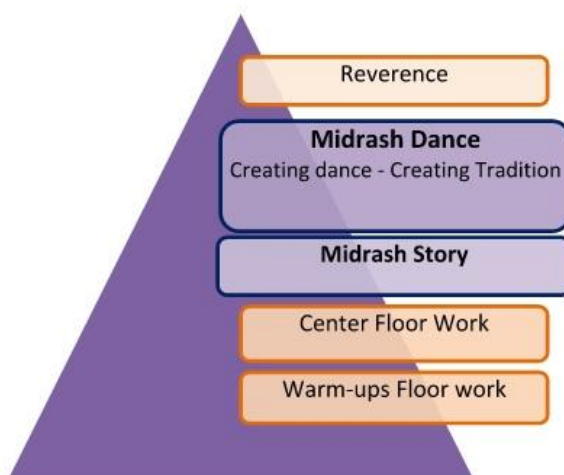 Reverence
Midrash Dance
Creating dance - Creating Tradition
Midrash Story
Center Floor Work
Warm-ups Floor work